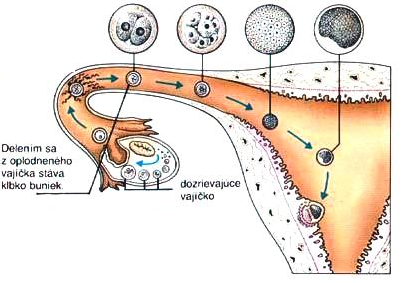 Delením sa
z oplodneného
vajíčka stáva
klbko buniek.
dozrievajúce
vajíčko